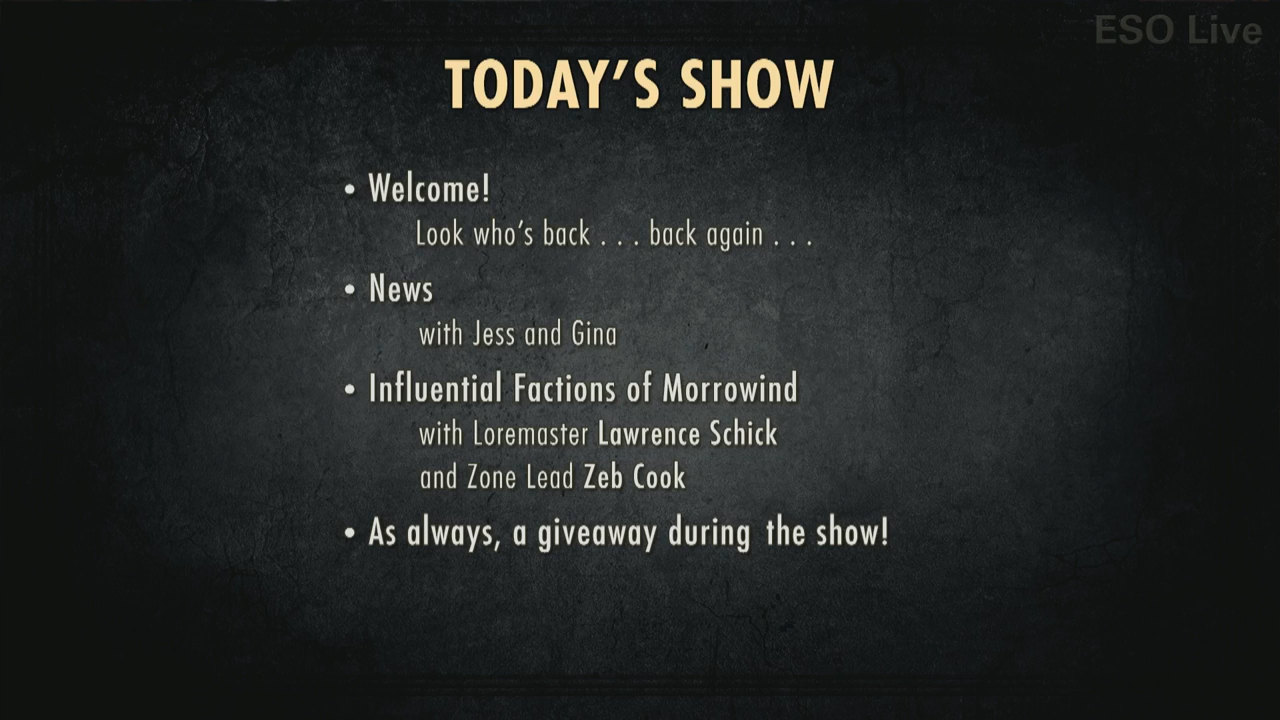 ESO Live
TODAY’S SHOW
• Welcome!
Look who’s back . . . back again . . .
• News
with Jess and Gina
• Influential Factions of Morrowind
with Loremaster Lawrence Schick
and Zone Lead Zeb Cook
• As always, a giveaway during the show!